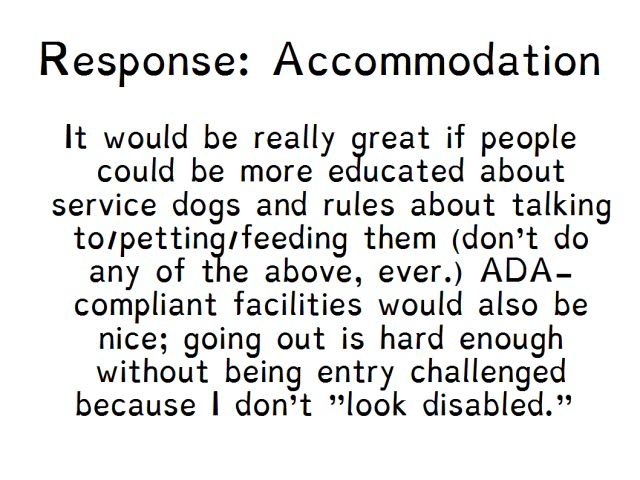 Response: Accommodation
It would be really great if people
could be more educated about
service dogs and rules about talking
to/petting/feeding them (don't do
any of the above, ever.) ADA-
compliant facilities would also be
nice; going out is hard enough
without being entry challenged
because I don't ”look disabled.”